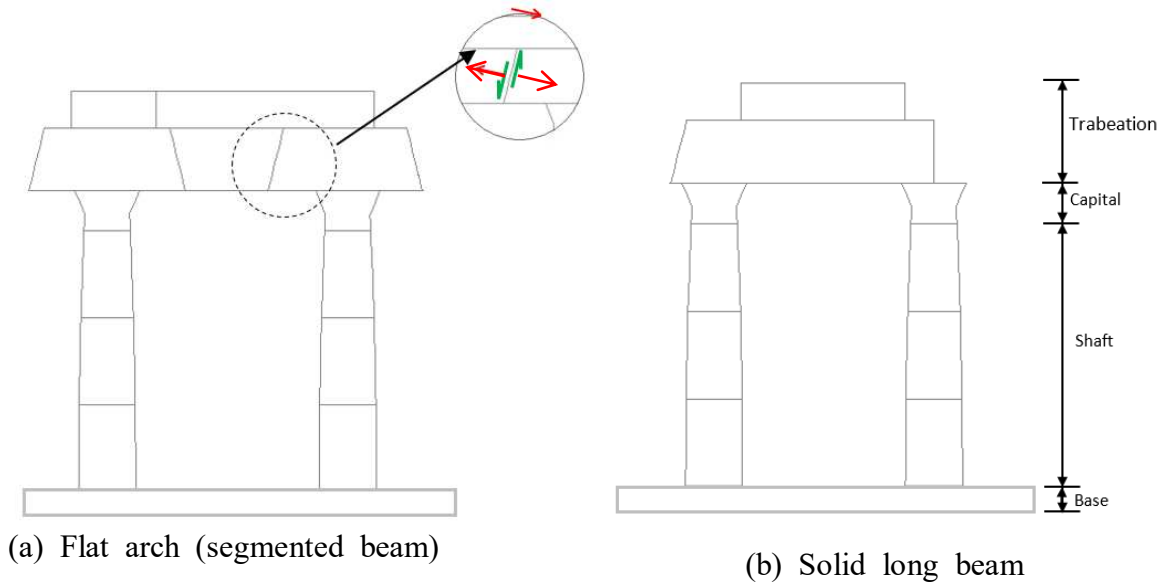 Trabeation
Capital
Shaft
Base
(a) Flat arch (segmented beam)
(b) Solid long beam